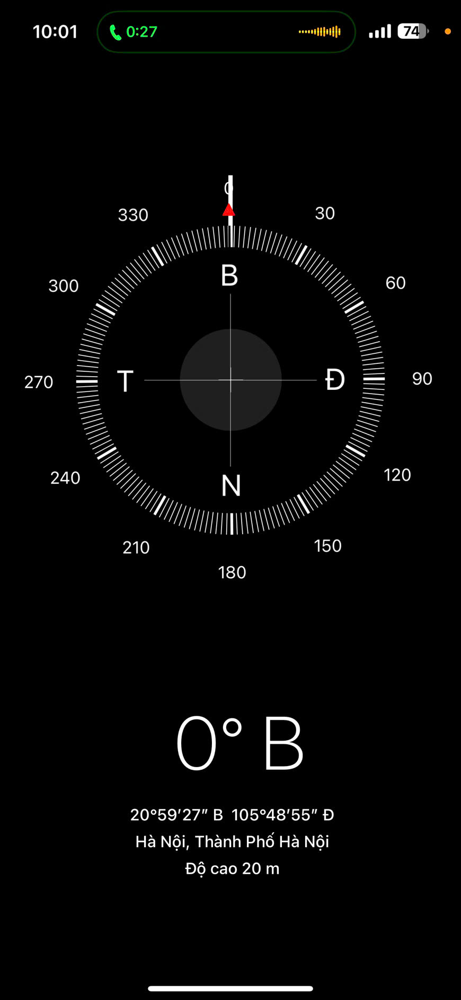 10:01 0:27 74
0
330 30
B
300 60
270 T Đ 90
240 120
N
210 150
180
0° B
20°59′27″ B 105°48′55″ Đ
Hà Nội, Thành Phố Hà Nội
Độ cao 20 m